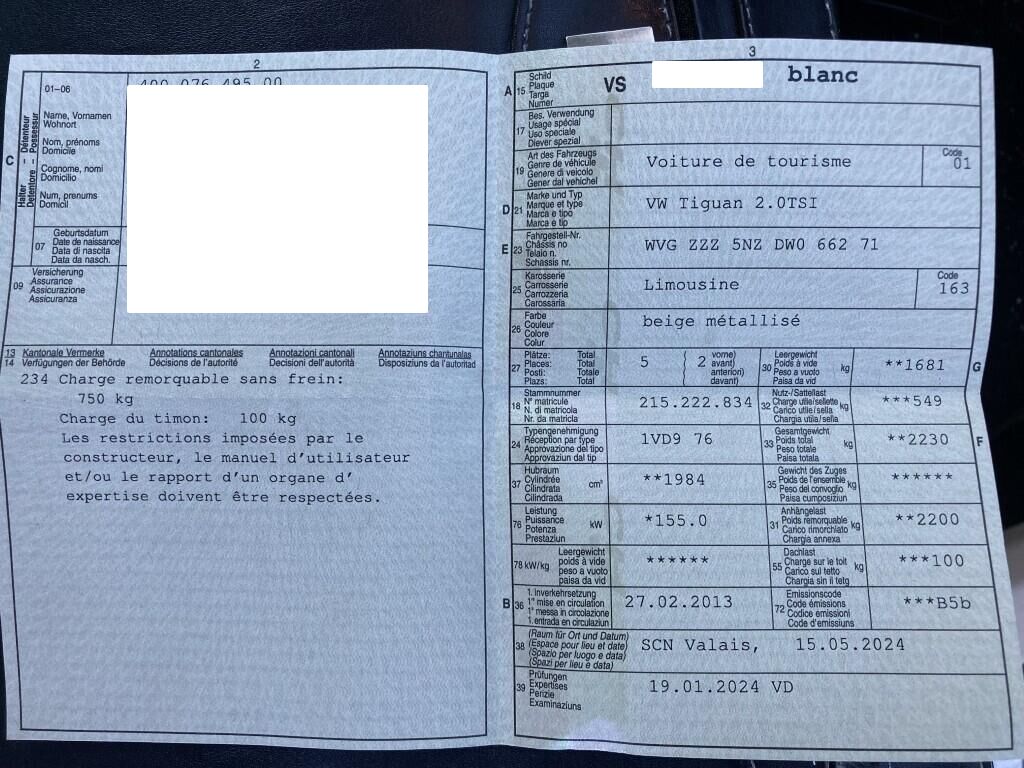 2
01–06
Name, Vornamen
Wohnort
Nom, prénoms
Domicile
Cognome, nomi
Domicilio
Num, prenums
Domicil
C
Halter – Détenteur
Detentore – Possessur
07
Geburtsdatum
Date de naissance
Data di nascita
Data da nasch.
09
Versicherung
Assurance
Assicurazione
Assicuranza
13 Kantonale Vermerke Annotations cantonales Annotazioni cantonali Annotaziuns chantunalas
14 Verfügungen der Behörde Décisions de l'autorité Decisioni dell'autorità Disposiziuns da l'autoritad
234 Charge remorquable sans frein:
750 kg
Charge du timon: 100 kg
Les restrictions imposées par le
constructeur, le manuel d'utilisateur
et/ou le rapport d'un organe d'
expertise doivent être respectées.
3
A 15 Schild
Plaque
Targa
Numer
VS blanc
17 Bes. Verwendung
Usage spécial
Uso speciale
Diever spezial
19 Art des Fahrzeugs
Genre de véhicule
Genere di veicolo
Gener dal vehichel
Voiture de tourisme
Code
01
D 21 Marke und Typ
Marque et type
Marca e tipo
Marca e tip
VW Tiguan 2.0TSI
E 23 Fahrgestell-Nr.
Châssis no
Telaio n.
Schassis nr.
WVG ZZZ 5NZ DW0 662 71
25 Karosserie
Carrosserie
Carrozzeria
Carossaria
Limousine
Code
163
26 Farbe
Couleur
Colore
Colur
beige métallisé
27 Plätze: Total
Places: Total
Posti: Totale
Plazs: Totale
5 ( 2 vorne)
( avant)
anteriori)
davant)
30 Leergewicht
Poids à vide
Peso a vuoto
Paisa da vid
kg
**1681
G
18 Stammnummer
N° matricule
N. di matricola
Nr. da matricla
215.222.834
32 Nutz-/Sattellast
Charge utile/sellette
Carico utile/sella
Chargia utila/sella
kg
***549
24 Typengenehmigung
Réception par type
Approvazione del tipo
Approvaziun dal tip
1VD9 76
33 Gesamtgewicht
Poids total
Peso totale
Paisa totala
kg
**2230
F
37 Hubraum
Cylindrée
Cilindrata
Cilindrada
cm³
**1984
35 Gewicht des Zuges
Poids de l'ensemble
Peso del convoglio
Paisa cumposiziun
kg
******
76 Leistung
Puissance
Potenza
Prestaziun
kW
*155.0
31 Anhängelast
Poids remorquable
Carico rimorchiato
Chargia annexa
kg
**2200
78 kW/kg Leergewicht
poids à vide
peso a vuoto
paisa da vid
******
55 Dachlast
Charge sur le toit
Carico sul tetto
Chargia sin il tetg
kg
***100
B 36 1. Inverkehrsetzung
1re mise en circulation
1a messa in circolazione
1. entrada en circulaziun
27.02.2013
72 Emissionscode
Code émissions
Codice emissioni
Code d'emissiuns
***B5b
38 (Raum für Ort und Datum)
(Espace pour lieu et date)
(Spazio per luogo e data)
(Spazi per lieu e data)
SCN Valais, 15.05.2024
39 Prüfungen
Expertises
Perizie
Examinaziuns
19.01.2024 VD